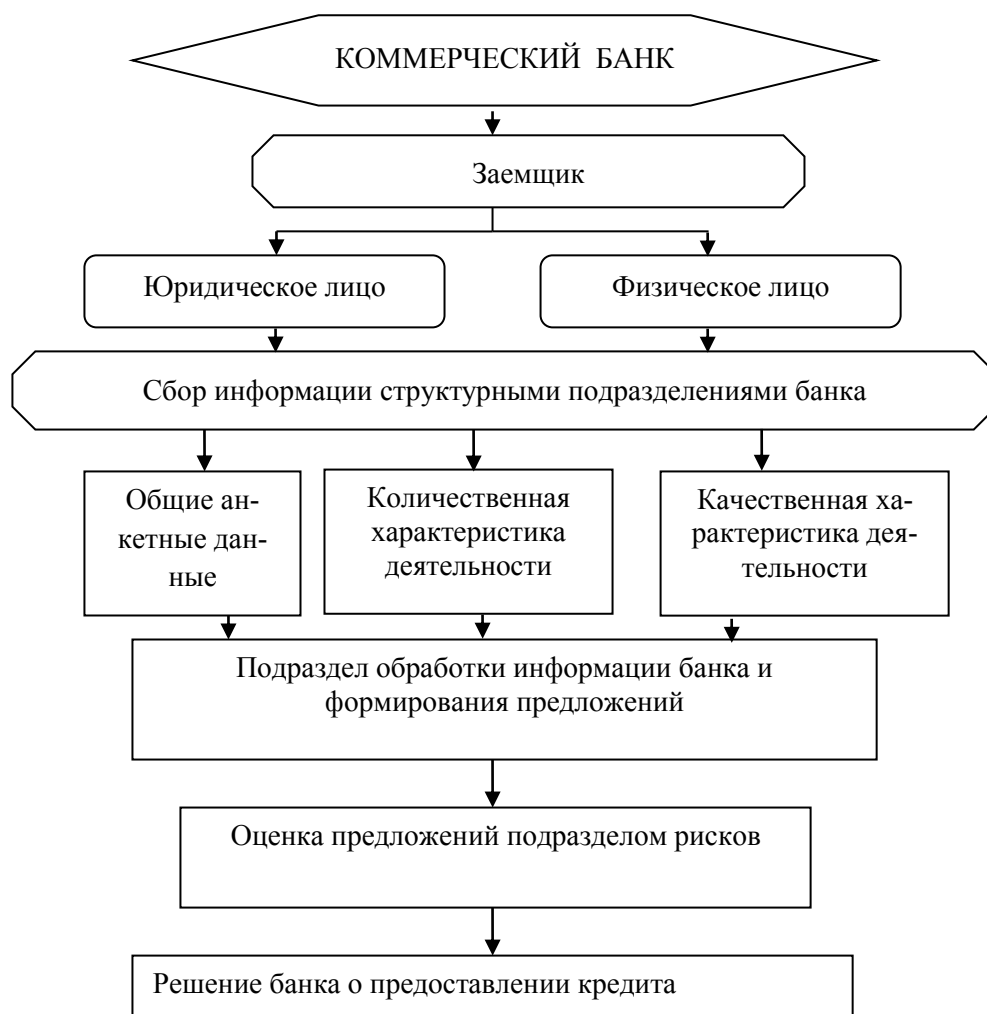 КОММЕРЧЕСКИЙ БАНК
Заемщик
Юридическое лицо
Физическое лицо
Сбор информации структурными подразделениями банка
Общие ан-
кетные дан-
ные
Количественная
характеристика
деятельности
Качественная ха-
рактеристика дея-
тельности
Подраздел обработки информации банка и
формирования предложений
Оценка предложений подразделом рисков
Решение банка о предоставлении кредита